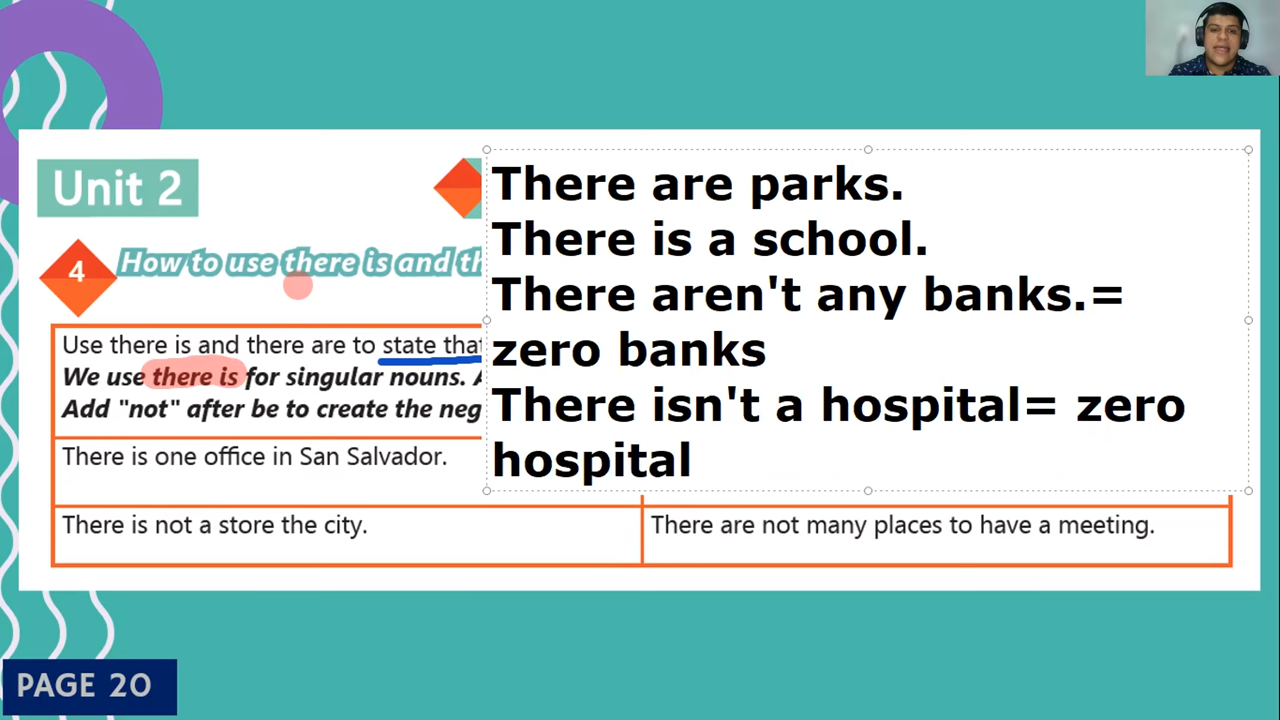 Unit 2
4
How to use there is and th
Use there is and there are to state that
We use there is for singular nouns.
Add "not" after be to create the neg
There is one office in San Salvador.
There is not a store the city.
There are not many places to have a meeting.
There are parks.
There is a school.
There aren't any banks.=
zero banks
There isn't a hospital= zero
hospital
PAGE 20